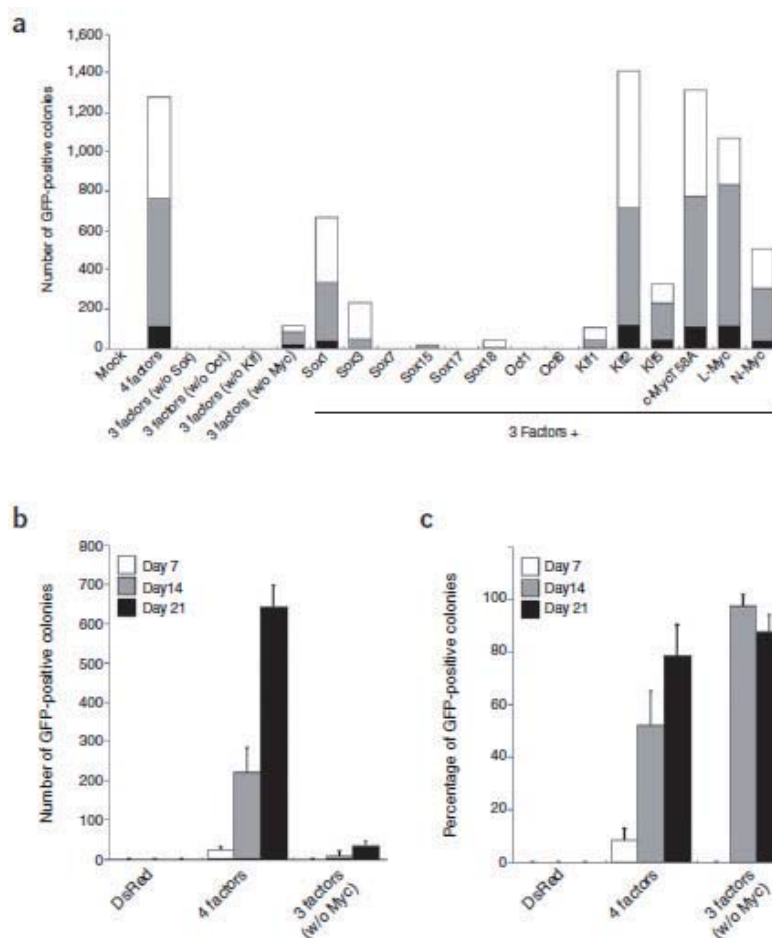 a
Number of GFP-positive colonies
1,600
1,400
1,200
1,000
800
600
400
200
0
Mock
4 factors
3 factors (w/o Sox)
3 factors (w/o Oct)
3 factors (w/o Klf)
3 factors (w/o Myc)
Sox1
Sox3
Sox7
Sox15
Sox17
Sox18
Oct1
Oct6
Klf1
Klf2
Klf5
c-MycT58A
L-Myc
N-Myc
3 Factors +
b
Number of GFP-positive colonies
800
700
600
500
400
300
200
100
0
Day 7
Day14
Day 21
DsRed
4 factors
3 factors
(w/o Myc)
c
Percentage of GFP-positive colonies
100
80
60
40
20
0
Day 7
Day14
Day 21
DsRed
4 factors
3 factors
(w/o Myc)